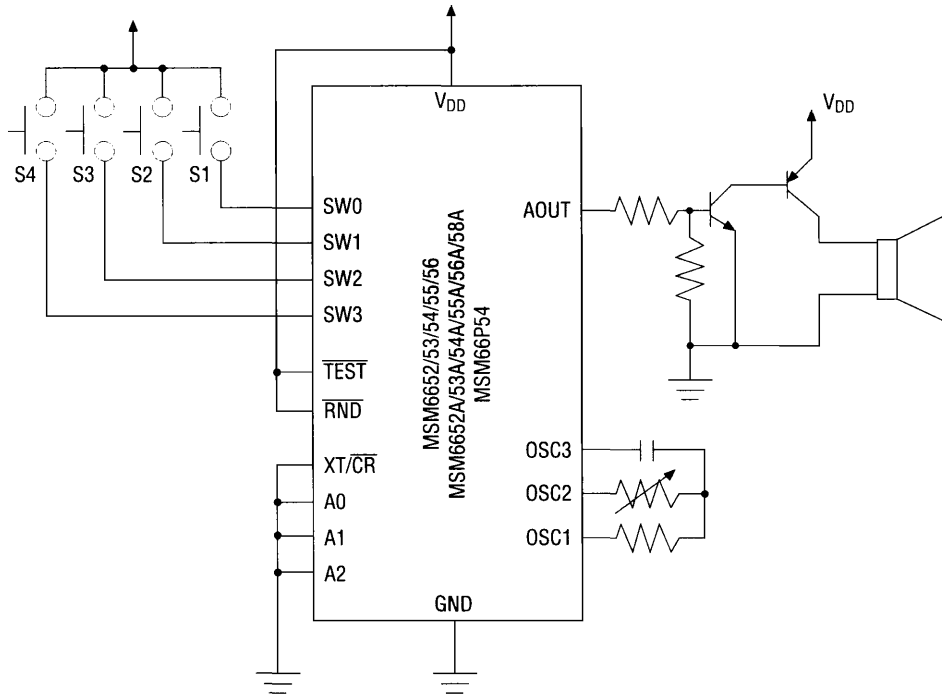 VDD
VDD
S4 S3 S2 S1
SW0
SW1
SW2
SW3
TEST
RND
XT/CR
A0
A1
A2
MSM6652/53/54/55/56
MSM6652A/53A/54A/55A/56A/58A
MSM66P54
AOUT
OSC3
OSC2
OSC1
GND